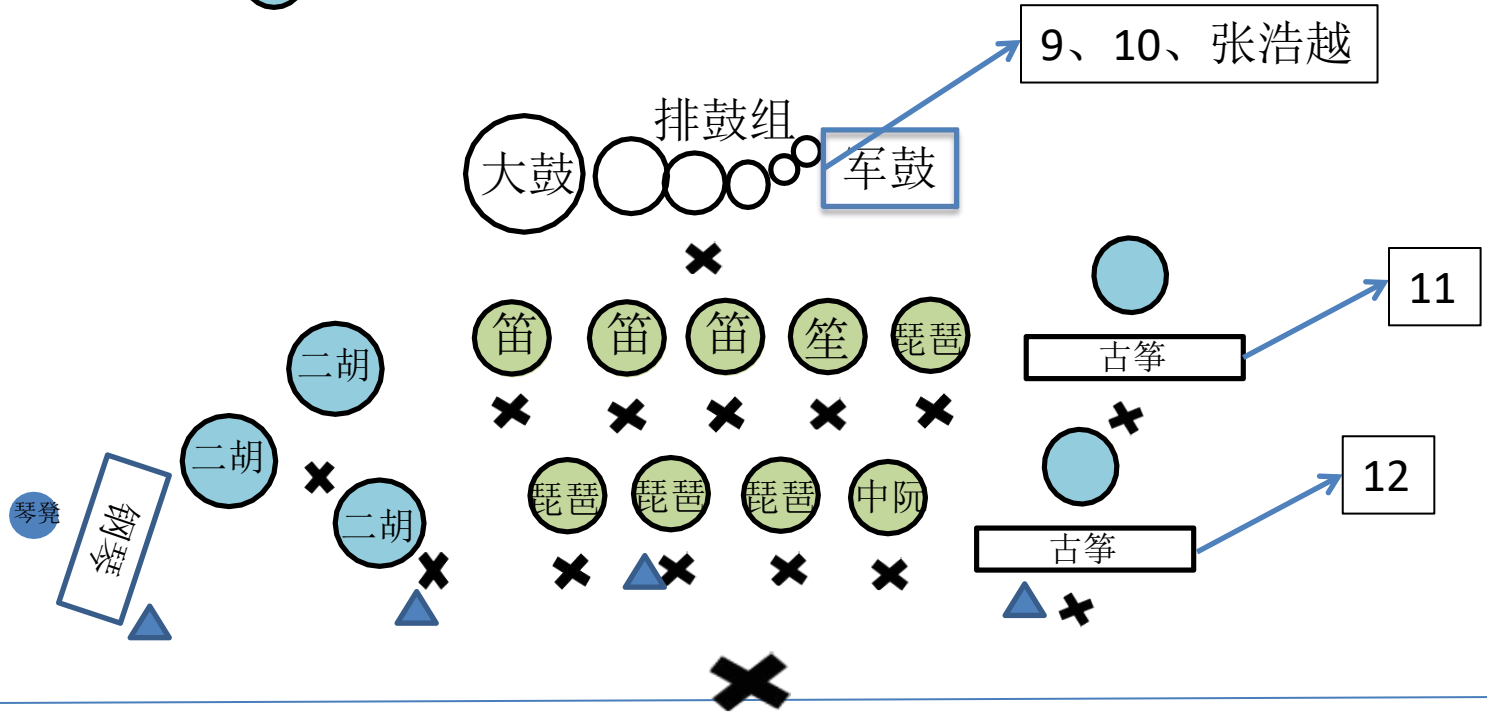 9、10、张浩越
排鼓组
大鼓
军鼓
11
笛
笛
笛
笙
琵琶
古筝
二胡
二胡
二胡
12
琵琶
琵琶
琵琶
中阮
古筝
琴凳
钢琴